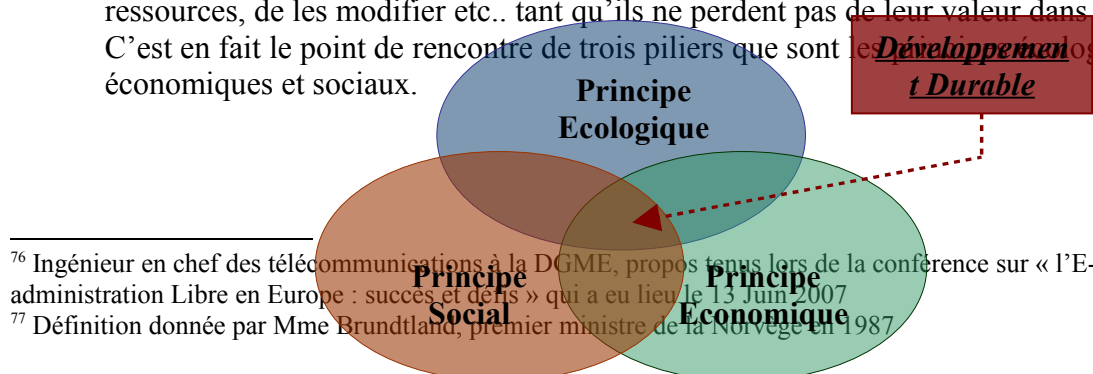 ressources, de les modifier etc.. tant qu'ils ne perdent pas de leur valeur dans
C'est en fait le point de rencontre de trois piliers que sont les
économiques et sociaux.
Développemen
t Durable
Principe
Ecologique
Principe
Social
Principe
Economique
76 Ingénieur en chef des télécommunications à la DGME, propos tenus lors de la conférence sur « l'E-
administration Libre en Europe : succès et défis » qui a eu lieu le 13 Juin 2007
77 Définition donnée par Mme Brundtland, premier ministre de la Norvège en 1987